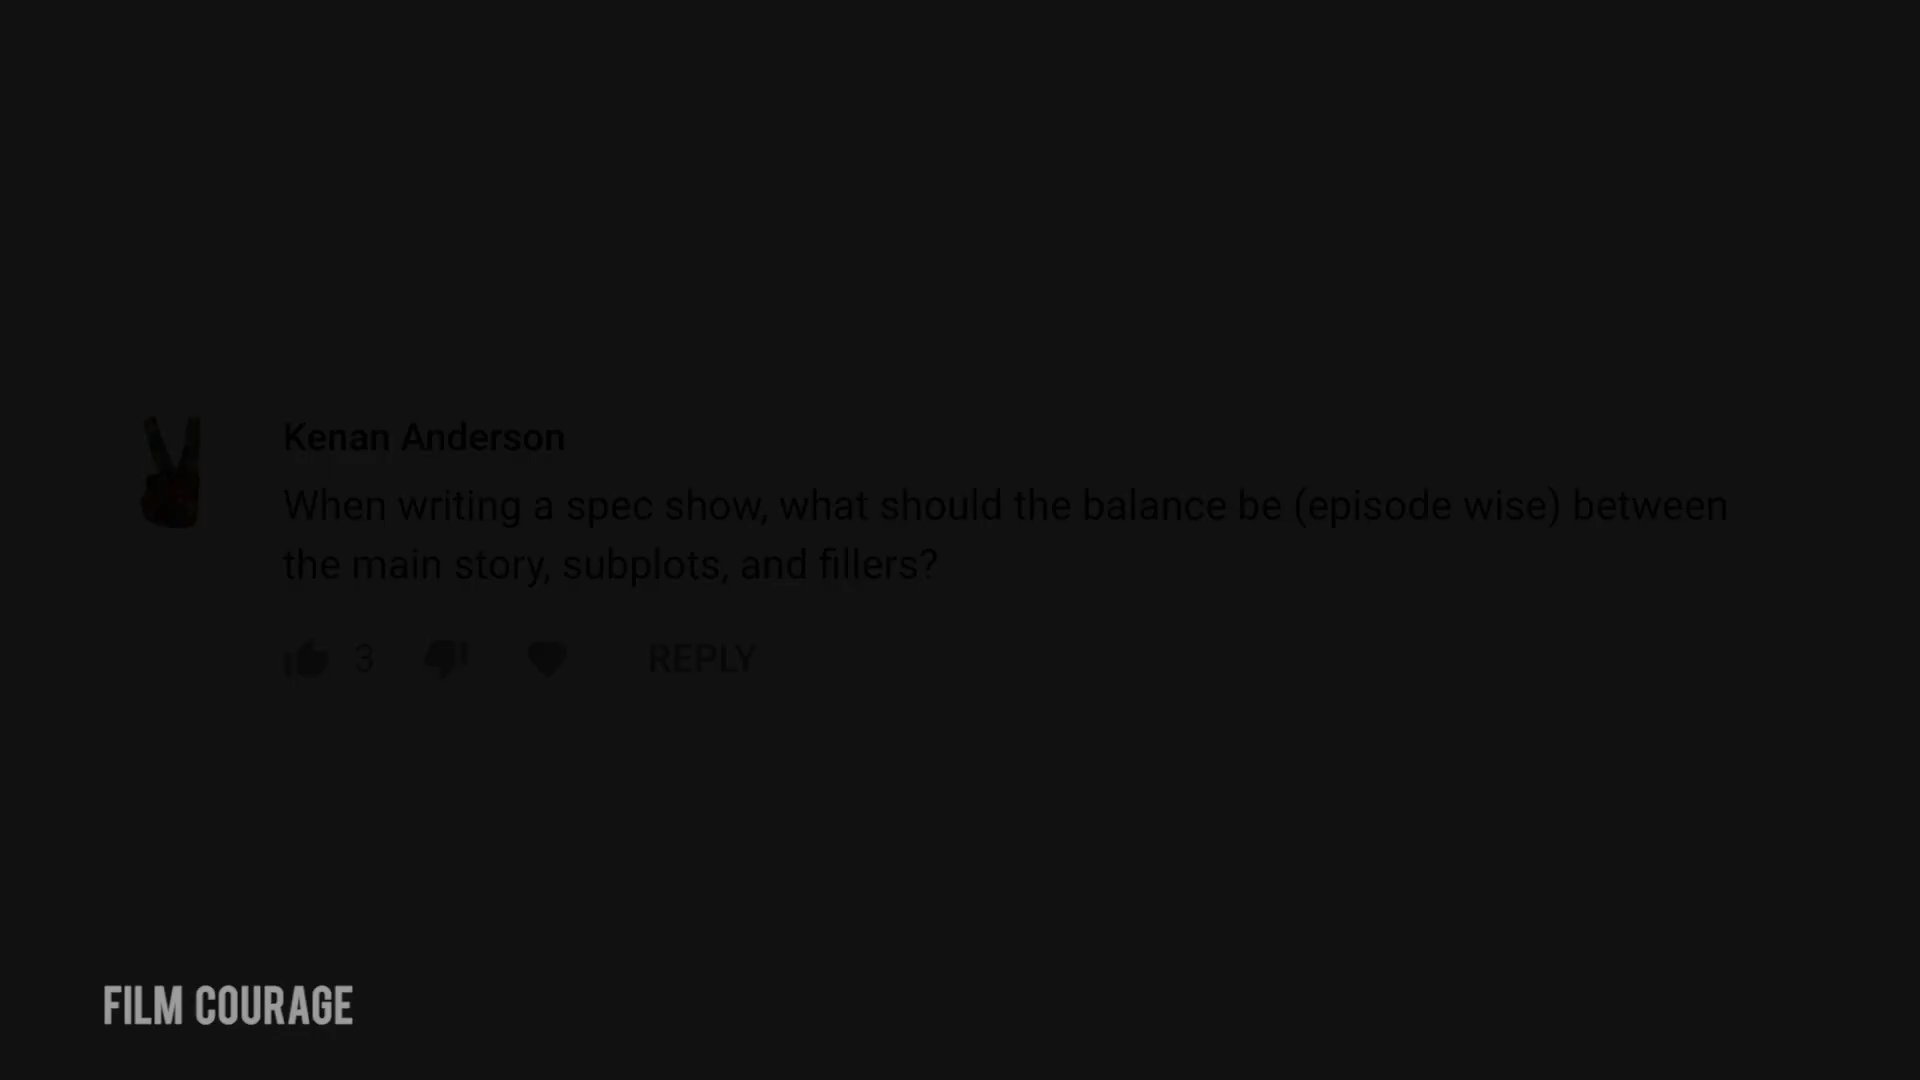 Kenan Anderson
When writing a spec show, what should the balance be (episode wise) between
the main story, subplots, and fillers?
3 REPLY
FILM COURAGE